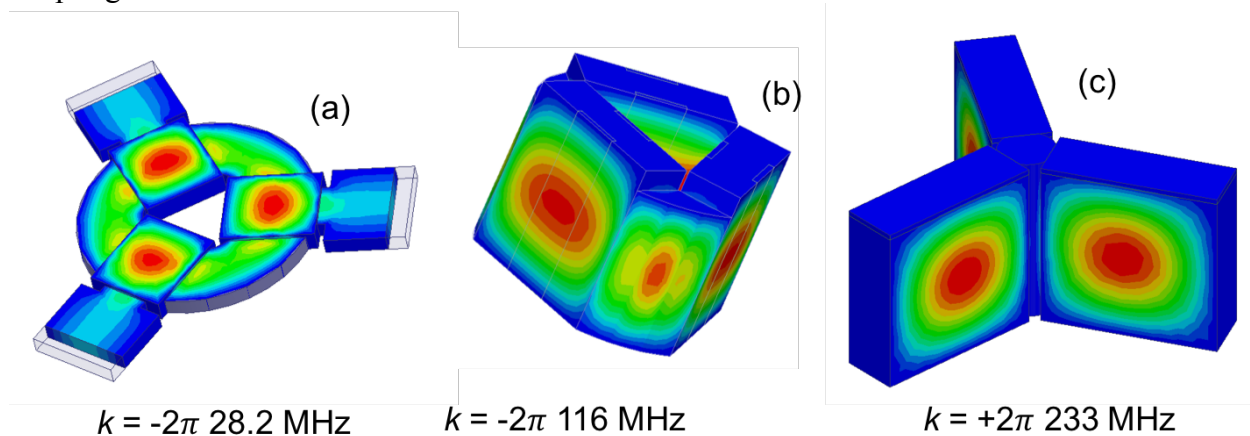 (a)
(b)
(c)
k = -2π 28.2 MHz
k = -2π 116 MHz
k = +2π 233 MHz